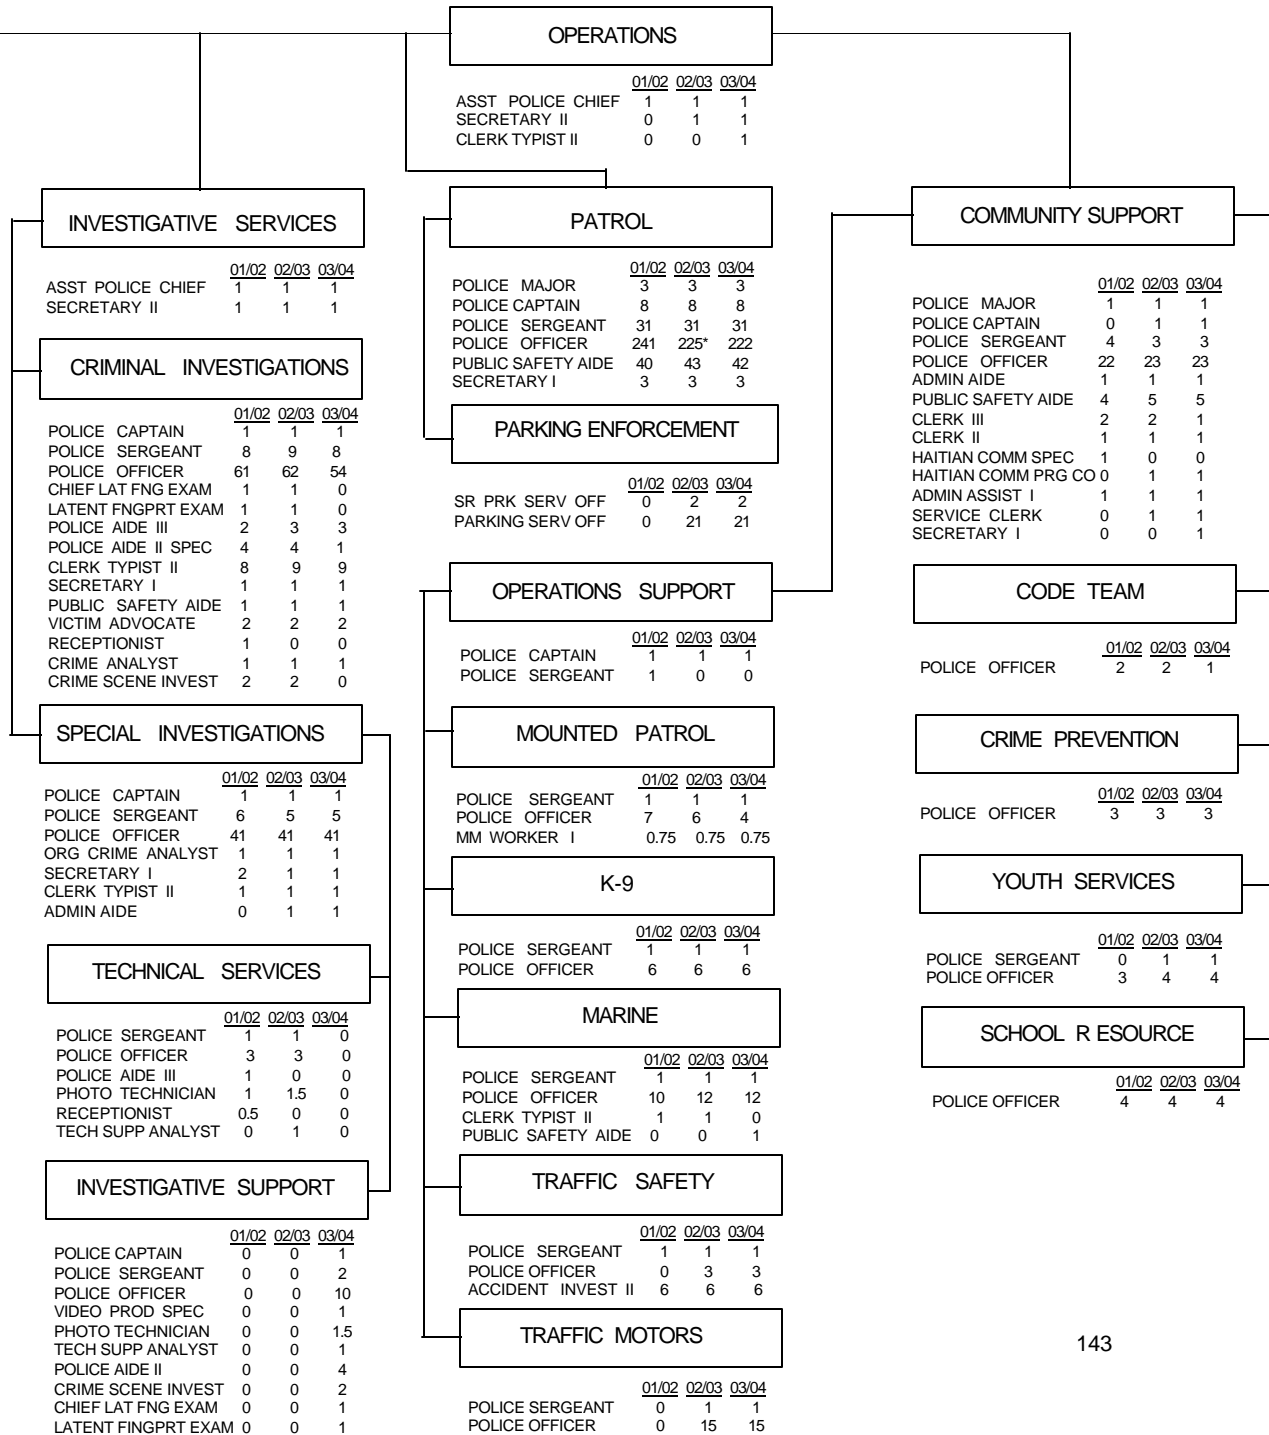 OPERATIONS
01/02 02/03 03/04
ASST POLICE CHIEF 1 1 1
SECRETARY II 0 1 1
CLERK TYPIST II 0 0 1
INVESTIGATIVE SERVICES
01/02 02/03 03/04
ASST POLICE CHIEF 1 1 1
SECRETARY II 1 1 1
CRIMINAL INVESTIGATIONS
01/02 02/03 03/04
POLICE CAPTAIN 1 1 1
POLICE SERGEANT 8 9 8
POLICE OFFICER 61 62 54
CHIEF LAT FNG EXAM 1 1 0
LATENT FNGPRT EXAM 1 1 0
POLICE AIDE III 2 3 3
POLICE AIDE II SPEC 4 4 1
CLERK TYPIST II 8 9 9
SECRETARY I 1 1 1
PUBLIC SAFETY AIDE 1 1 1
VICTIM ADVOCATE 2 2 2
RECEPTIONIST 1 0 0
CRIME ANALYST 1 1 1
CRIME SCENE INVEST 2 2 0
SPECIAL INVESTIGATIONS
01/02 02/03 03/04
POLICE CAPTAIN 1 1 1
POLICE SERGEANT 6 5 5
POLICE OFFICER 41 41 41
ORG CRIME ANALYST 1 1 1
SECRETARY I 2 1 1
CLERK TYPIST II 1 1 1
ADMIN AIDE 0 1 1
TECHNICAL SERVICES
01/02 02/03 03/04
POLICE SERGEANT 1 1 0
POLICE OFFICER 3 3 0
POLICE AIDE III 1 0 0
PHOTO TECHNICIAN 1 1.5 0
RECEPTIONIST 0.5 0 0
TECH SUPP ANALYST 0 1 0
INVESTIGATIVE SUPPORT
01/02 02/03 03/04
POLICE CAPTAIN 0 0 1
POLICE SERGEANT 0 0 2
POLICE OFFICER 0 0 10
VIDEO PROD SPEC 0 0 1
PHOTO TECHNICIAN 0 0 1.5
TECH SUPP ANALYST 0 0 1
POLICE AIDE II 0 0 4
CRIME SCENE INVEST 0 0 2
CHIEF LAT FNG EXAM 0 0 1
LATENT FINGPRT EXAM 0 0 1
PATROL
01/02 02/03 03/04
POLICE MAJOR 3 3 3
POLICE CAPTAIN 8 8 8
POLICE SERGEANT 31 31 31
POLICE OFFICER 241 225* 222
PUBLIC SAFETY AIDE 40 43 42
SECRETARY I 3 3 3
PARKING ENFORCEMENT
01/02 02/03 03/04
SR PRK SERV OFF 0 2 2
PARKING SERV OFF 0 21 21
OPERATIONS SUPPORT
01/02 02/03 03/04
POLICE CAPTAIN 1 1 1
POLICE SERGEANT 1 0 0
MOUNTED PATROL
01/02 02/03 03/04
POLICE SERGEANT 1 1 1
POLICE OFFICER 7 6 4
MM WORKER I 0.75 0.75 0.75
K-9
01/02 02/03 03/04
POLICE SERGEANT 1 1 1
POLICE OFFICER 6 6 6
MARINE
01/02 02/03 03/04
POLICE SERGEANT 1 1 1
POLICE OFFICER 10 12 12
CLERK TYPIST II 1 1 0
PUBLIC SAFETY AIDE 0 0 1
TRAFFIC SAFETY
01/02 02/03 03/04
POLICE SERGEANT 1 1 1
POLICE OFFICER 0 3 3
ACCIDENT INVEST II 6 6 6
TRAFFIC MOTORS
01/02 02/03 03/04
POLICE SERGEANT 0 1 1
POLICE OFFICER 0 15 15
COMMUNITY SUPPORT
01/02 02/03 03/04
POLICE MAJOR 1 1 1
POLICE CAPTAIN 0 1 1
POLICE SERGEANT 4 3 3
POLICE OFFICER 22 23 23
ADMIN AIDE 1 1 1
PUBLIC SAFETY AIDE 4 5 5
CLERK III 2 2 1
CLERK II 1 1 1
HAITIAN COMM SPEC 1 0 0
HAITIAN COMM PRG CO 0 1 1
ADMIN ASSIST I 1 1 1
SERVICE CLERK 0 1 1
SECRETARY I 0 0 1
CODE TEAM
01/02 02/03 03/04
POLICE OFFICER 2 2 1
CRIME PREVENTION
01/02 02/03 03/04
POLICE OFFICER 3 3 3
YOUTH SERVICES
01/02 02/03 03/04
POLICE SERGEANT 0 1 1
POLICE OFFICER 3 4 4
SCHOOL R ESOURCE
01/02 02/03 03/04
POLICE OFFICER 4 4 4
143